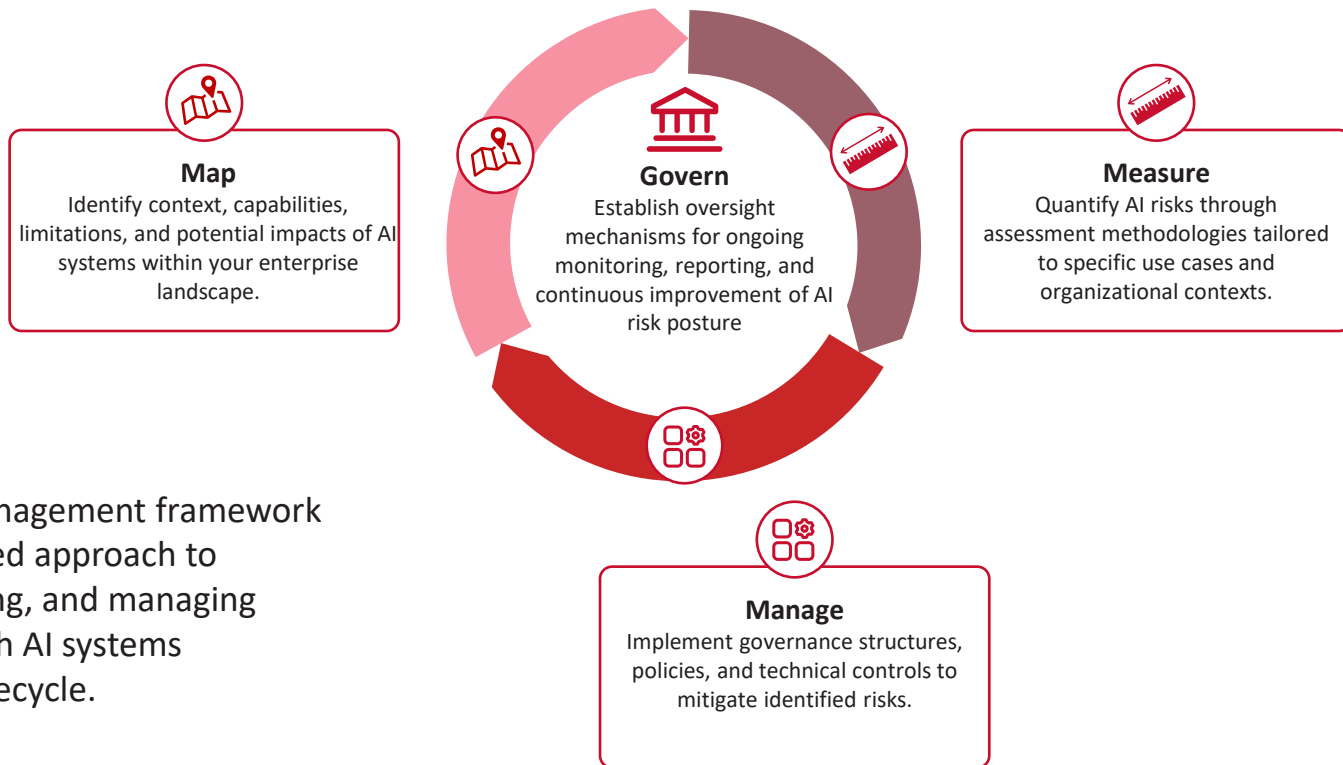 Map
Identify context, capabilities,
limitations, and potential impacts of AI
systems within your enterprise
landscape.
Govern
Establish oversight
mechanisms for ongoing
monitoring, reporting, and
continuous improvement of AI
risk posture
Measure
Quantify AI risks through
assessment methodologies tailored
to specific use cases and
organizational contexts.
management framework
approach to
and managing
AI systems
Manage
Implement governance structures,
policies, and technical controls to
mitigate identified risks.